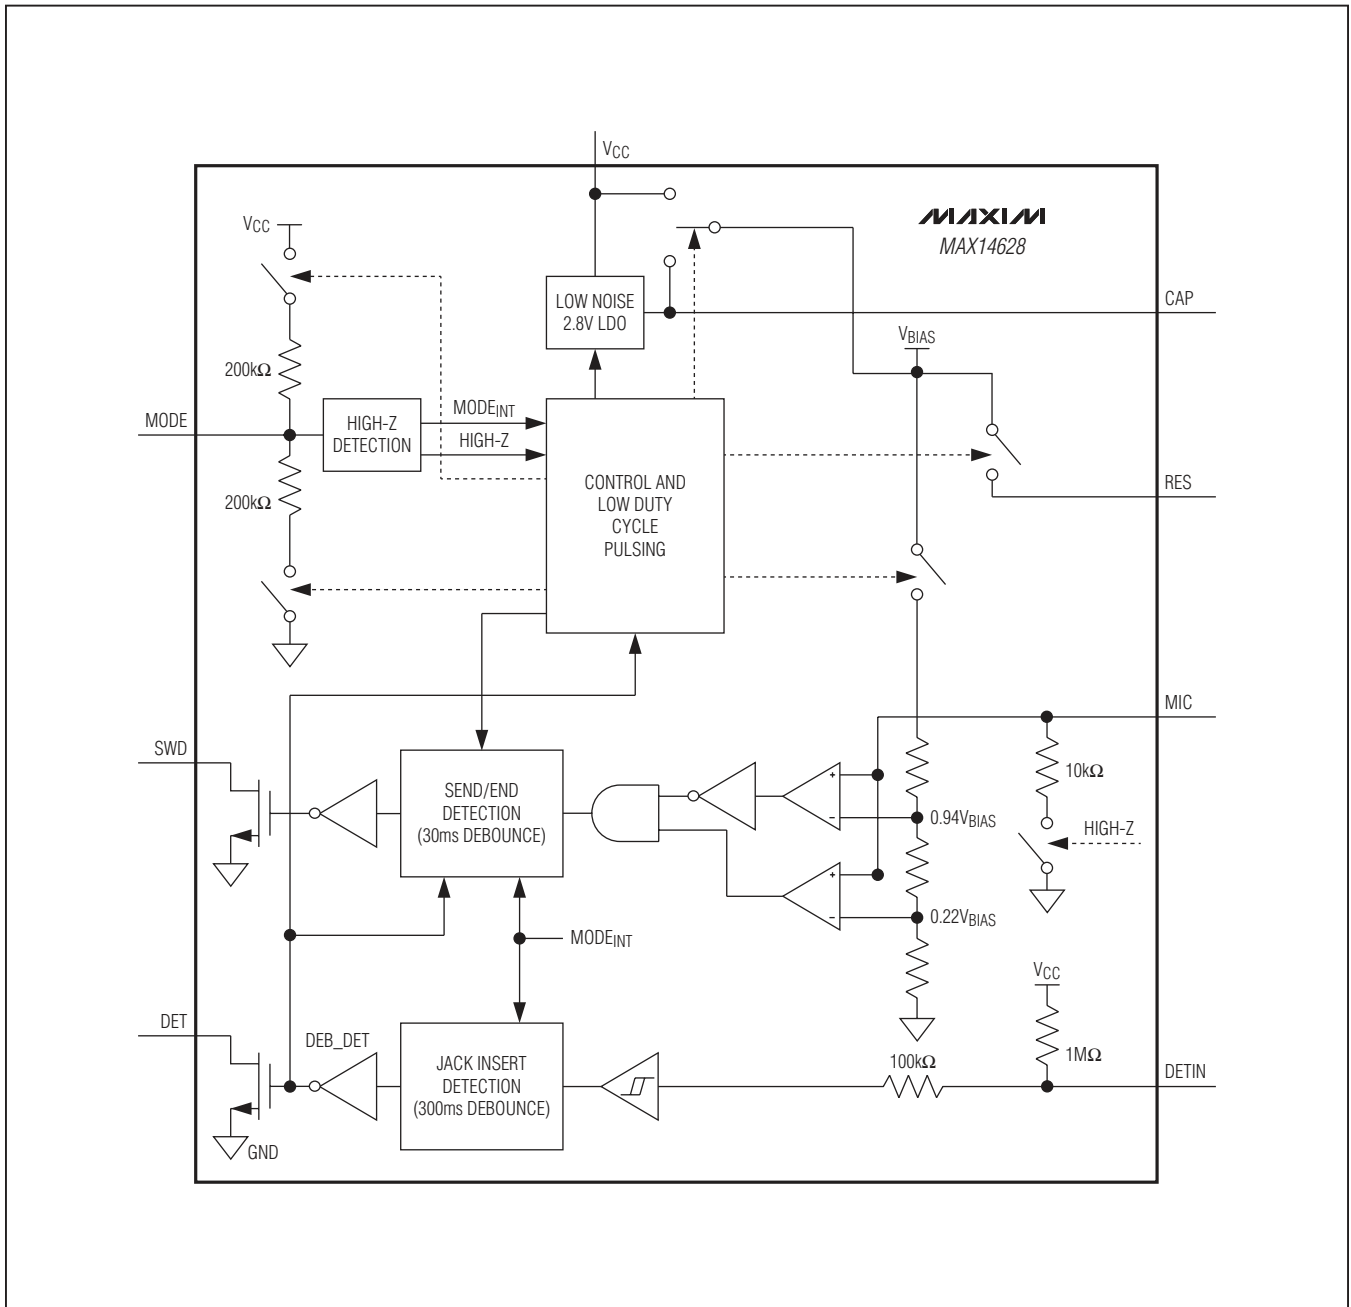 VCC
MAXIM
MAX14628
VCC
LOW NOISE
2.8V LDO
CAP
VBIAS
200kΩ
MODE
HIGH-Z
DETECTION
MODEINT
HIGH-Z
CONTROL AND
LOW DUTY
CYCLE
PULSING
RES
200kΩ
MIC
SWD
SEND/END
DETECTION
(30ms DEBOUNCE)
+
−
0.94VBIAS
10kΩ
HIGH-Z
+
−
0.22VBIAS
MODEINT
VCC
DET
DEB_DET
JACK INSERT
DETECTION
(300ms DEBOUNCE)
100kΩ
1MΩ
DETIN
GND